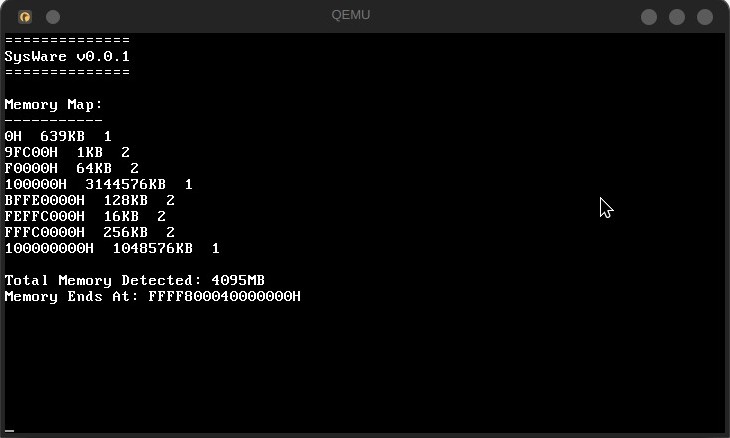 QEMU
==============
SysWare v0.0.1
==============
Memory Map:
-----------
0H  639KB  1
9FC00H  1KB  2
F0000H  64KB  2
100000H  3144576KB  1
BFFE0000H  128KB  2
FEFFC000H  16KB  2
FFFC0000H  256KB  2
100000000H  1048576KB  1
Total Memory Detected: 4095MB
Memory Ends At: FFFF800040000000H
_